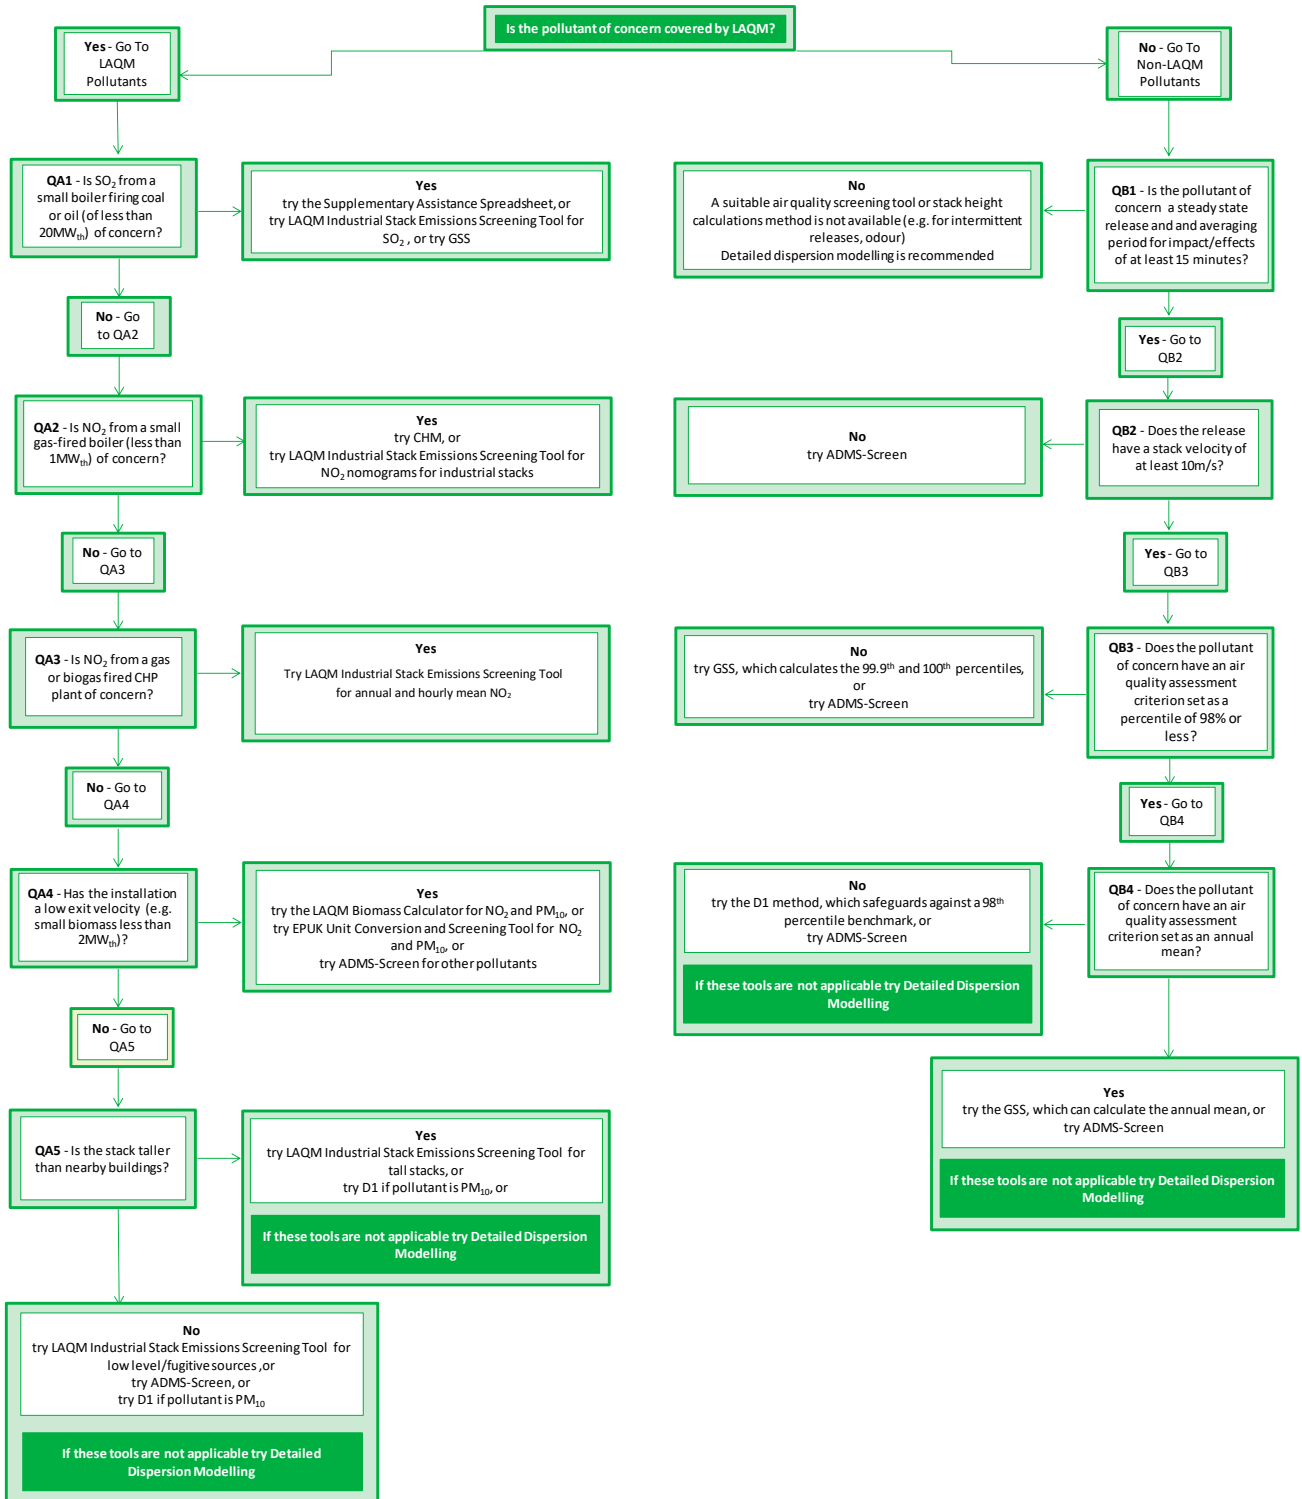 Is the pollutant of concern covered by LAQM?
Yes - Go To
LAQM
Pollutants
No - Go To
Non-LAQM
Pollutants
QA1 - Is SO2 from a
small boiler firing coal
or oil (of less than
20MWth) of concern?
Yes
try the Supplementary Assistance Spreadsheet, or
try LAQM Industrial Stack Emissions Screening Tool for
SO2 , or try GSS
No - Go
to QA2
QA2 - Is NO2 from a small
gas-fired boiler (less than
1MWth) of concern?
Yes
try CHM, or
try LAQM Industrial Stack Emissions Screening Tool for
NO2 nomograms for industrial stacks
No - Go to
QA3
QA3 - Is NO2 from a gas
or biogas fired CHP
plant of concern?
Yes
Try LAQM Industrial Stack Emissions Screening Tool
for annual and hourly mean NO2
No - Go to
QA4
QA4 - Has the installation
a low exit velocity (e.g.
small biomass less than
2MWth)?
Yes
try the LAQM Biomass Calculator for NO2 and PM10, or
try EPUK Unit Conversion and Screening Tool for NO2
and PM10, or
try ADMS-Screen for other pollutants
No - Go to
QA5
QA5 - Is the stack taller
than nearby buildings?
Yes
try LAQM Industrial Stack Emissions Screening Tool for
tall stacks, or
try D1 if pollutant is PM10, or
If these tools are not applicable try Detailed Dispersion
Modelling
No
try LAQM Industrial Stack Emissions Screening Tool for
low level/fugitive sources ,or
try ADMS-Screen, or
try D1 if pollutant is PM10
If these tools are not applicable try Detailed
Dispersion Modelling
QB1 - Is the pollutant of
concern a steady state
release and and averaging
period for impact/effects
of at least 15 minutes?
No
A suitable air quality screening tool or stack height
calculations method is not available (e.g. for intermittent
releases, odour)
Detailed dispersion modelling is recommended
Yes - Go to
QB2
QB2 - Does the release
have a stack velocity of
at least 10m/s?
No
try ADMS-Screen
Yes - Go to
QB3
QB3 - Does the pollutant
of concern have an air
quality assessment
criterion set as a
percentile of 98% or
less?
No
try GSS, which calculates the 99.9th and 100th percentiles,
or
try ADMS-Screen
Yes - Go to
QB4
QB4 - Does the pollutant
of concern have an air
quality assessment
criterion set as an annual
mean?
No
try the D1 method, which safeguards against a 98th
percentile benchmark, or
try ADMS-Screen
If these tools are not applicable try Detailed Dispersion
Modelling
Yes
try the GSS, which can calculate the annual mean, or
try ADMS-Screen
If these tools are not applicable try Detailed Dispersion
Modelling